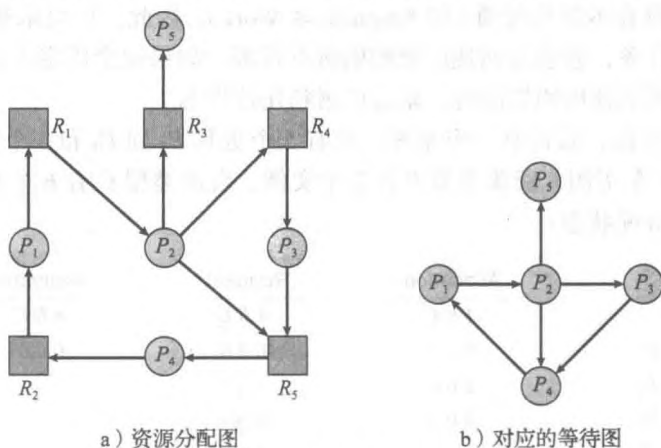 P₅
R₁ R₃ R₄
P₁ P₂ P₃
P₄
R₂ R₅
a）资源分配图
P₅
P₁ P₂ P₃
P₄
b）对应的等待图